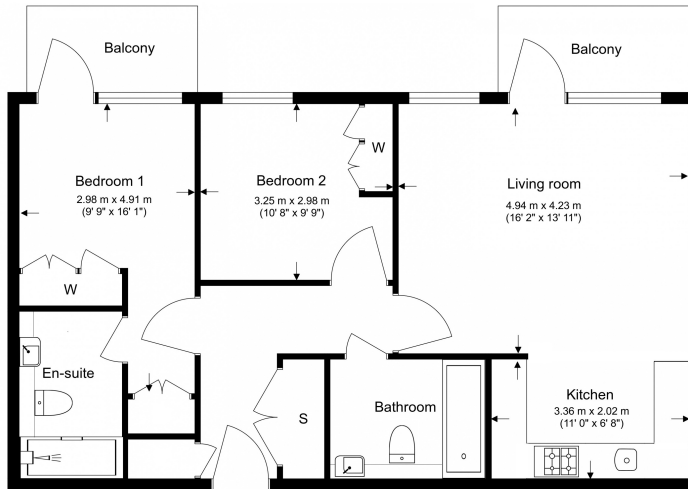 Balcony
Balcony
Bedroom 1
2.98 m x 4.91 m
(9' 9" x 16' 1")
Bedroom 2
3.25 m x 2.98 m
(10' 8" x 9' 9")
W
Living room
4.94 m x 4.23 m
(16' 2" x 13' 11")
W
En-suite
S
Bathroom
Kitchen
3.36 m x 2.02 m
(11' 0" x 6' 8")